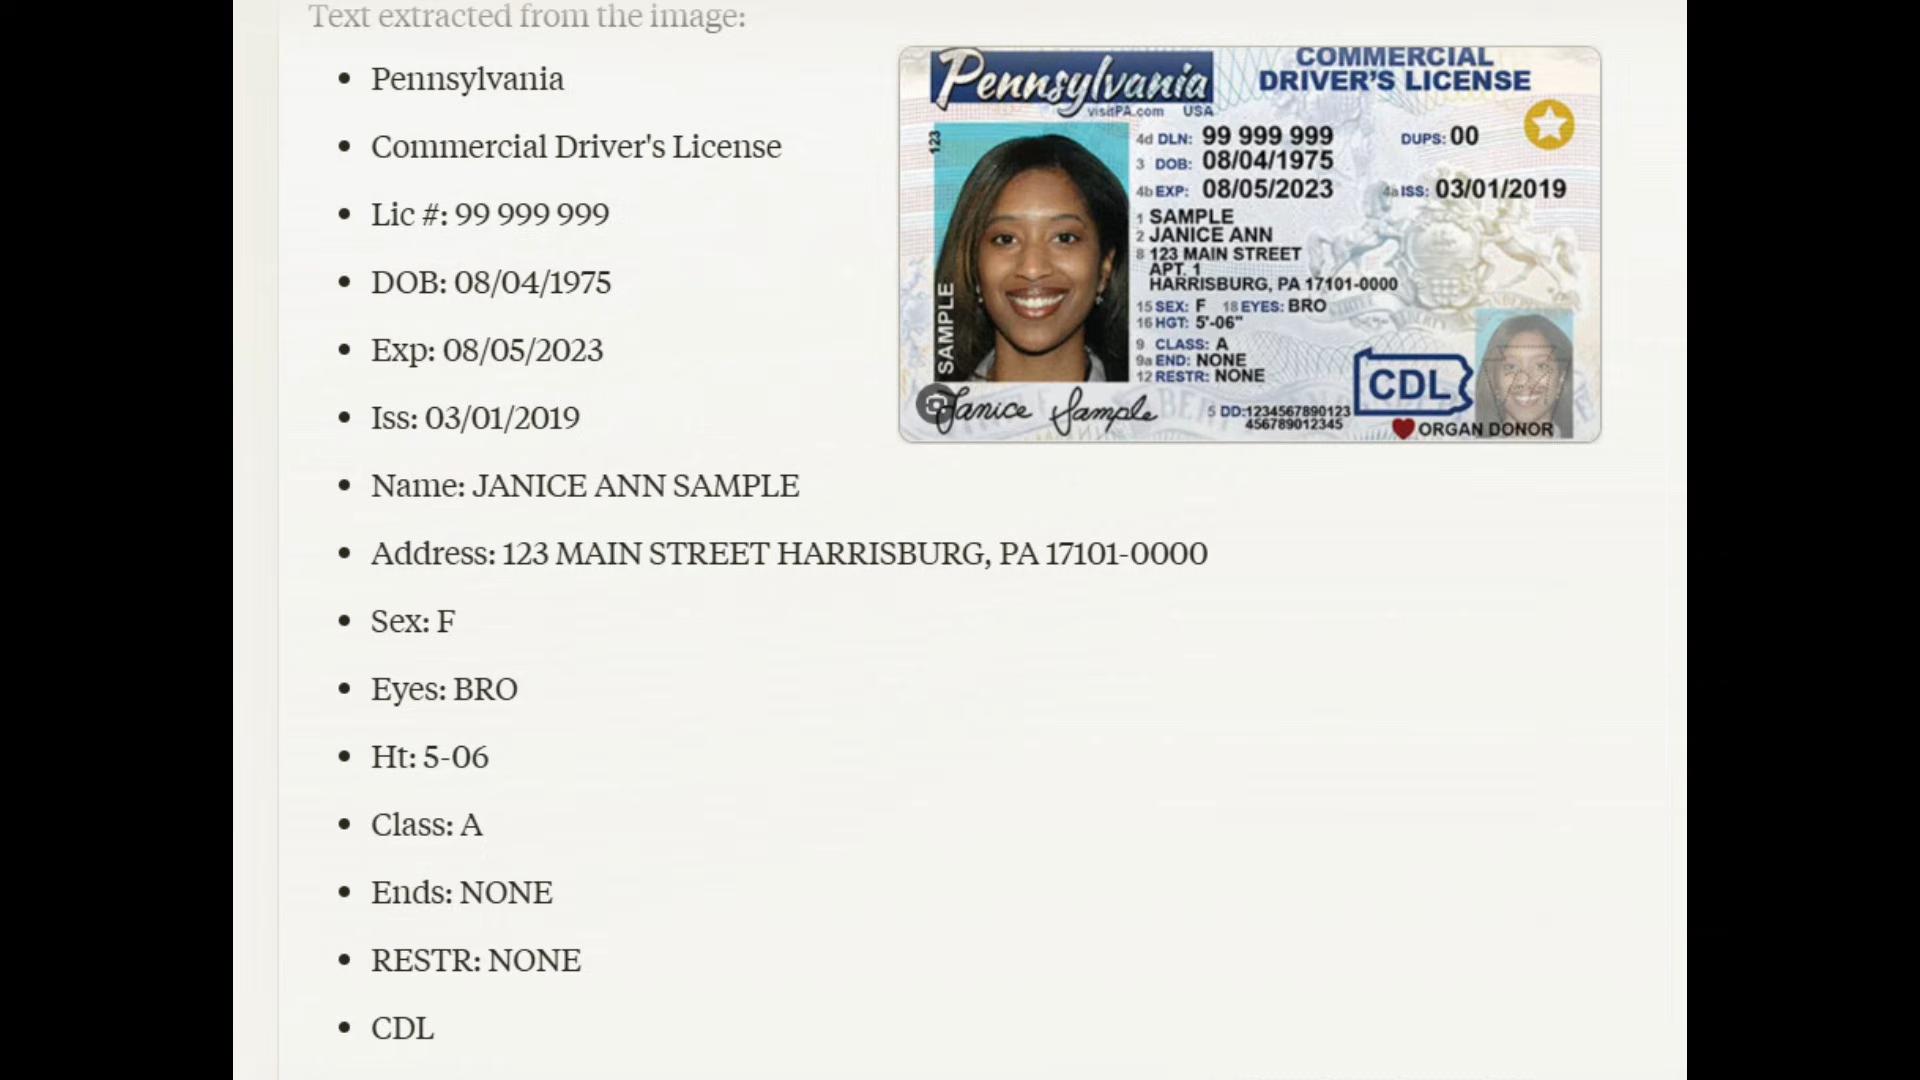 Text extracted from the image:
Pennsylvania
Commercial Driver's License
Lic #: 99 999 999
DOB: 08/04/1975
Exp: 08/05/2023
Iss: 03/01/2019
Name: JANICE ANN SAMPLE
Address: 123 MAIN STREET HARRISBURG, PA 17101-0000
Sex: F
Eyes: BRO
Ht: 5-06
Class: A
Ends: NONE
RESTR: NONE
CDL
Pennsylvania
visitPA.com USA
COMMERCIAL
DRIVER'S LICENSE
123
4d DLN: 99 999 999 DUPS: 00
3 DOB: 08/04/1975
4b EXP: 08/05/2023 4a ISS: 03/01/2019
1 SAMPLE
2 JANICE ANN
8 123 MAIN STREET
APT. 1
HARRISBURG, PA 17101-0000
15 SEX: F 18 EYES: BRO
16 HGT: 5'-06"
9 CLASS: A
9a END: NONE
12 RESTR: NONE
SAMPLE
Janice Sample
5 DD:1234567890123
456789012345
CDL
ORGAN DONOR